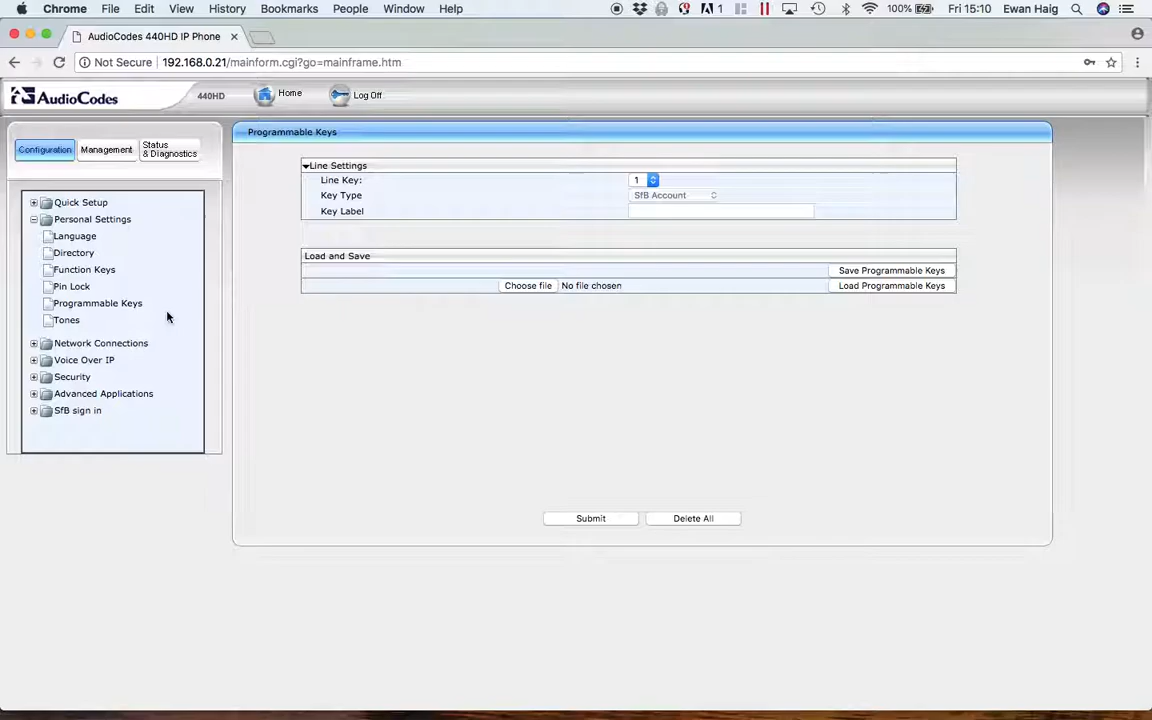 Chrome File Edit View History Bookmarks People Window Help 1 100% Fri 15:10 Ewan Haig
AudioCodes 440HD IP Phone
Not Secure 192.168.0.21/mainform.cgi?go=mainframe.htm
AudioCodes 440HD Home Log Off
Configuration Management Status & Diagnostics
Quick Setup
Personal Settings
Language
Directory
Function Keys
Pin Lock
Programmable Keys
Tones
Network Connections
Voice Over IP
Security
Advanced Applications
SfB sign in
Programmable Keys
Line Settings
Line Key: 1
Key Type SfB Account
Key Label
Load and Save
Save Programmable Keys
Choose file No file chosen Load Programmable Keys
Submit Delete All